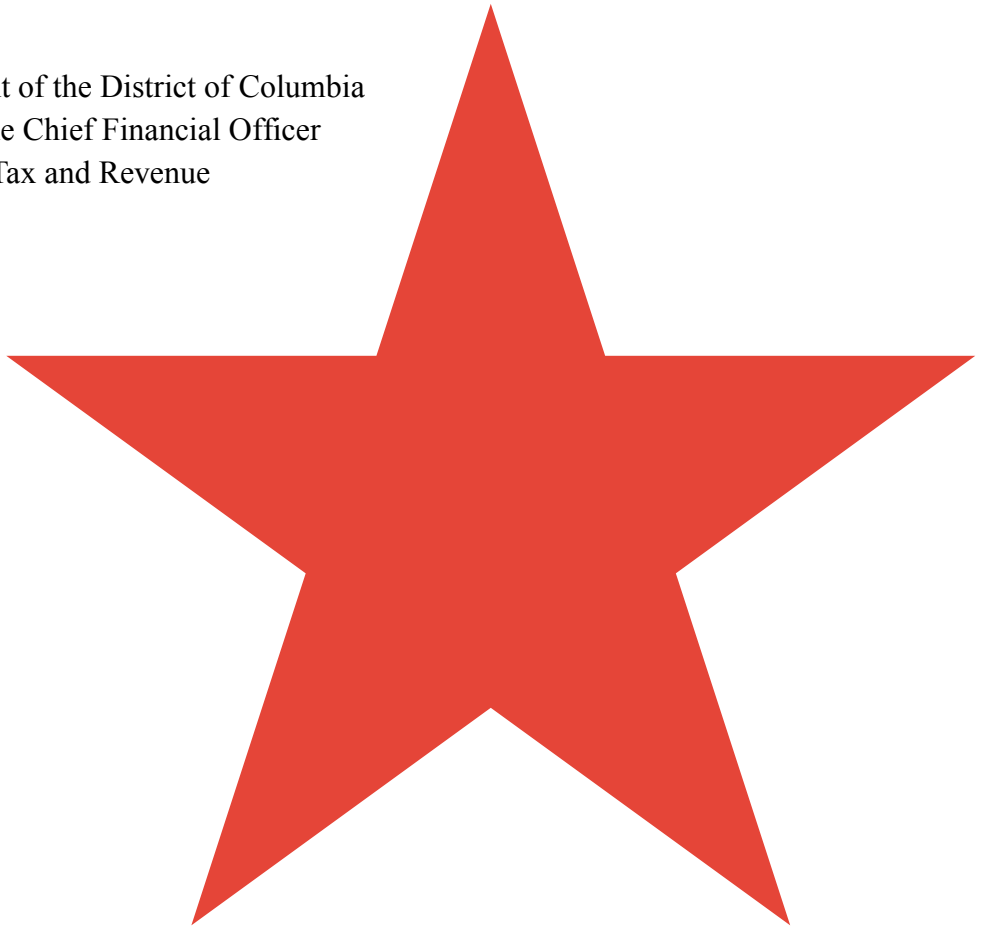 t of the District of Columbia
e Chief Financial Officer
Tax and Revenue